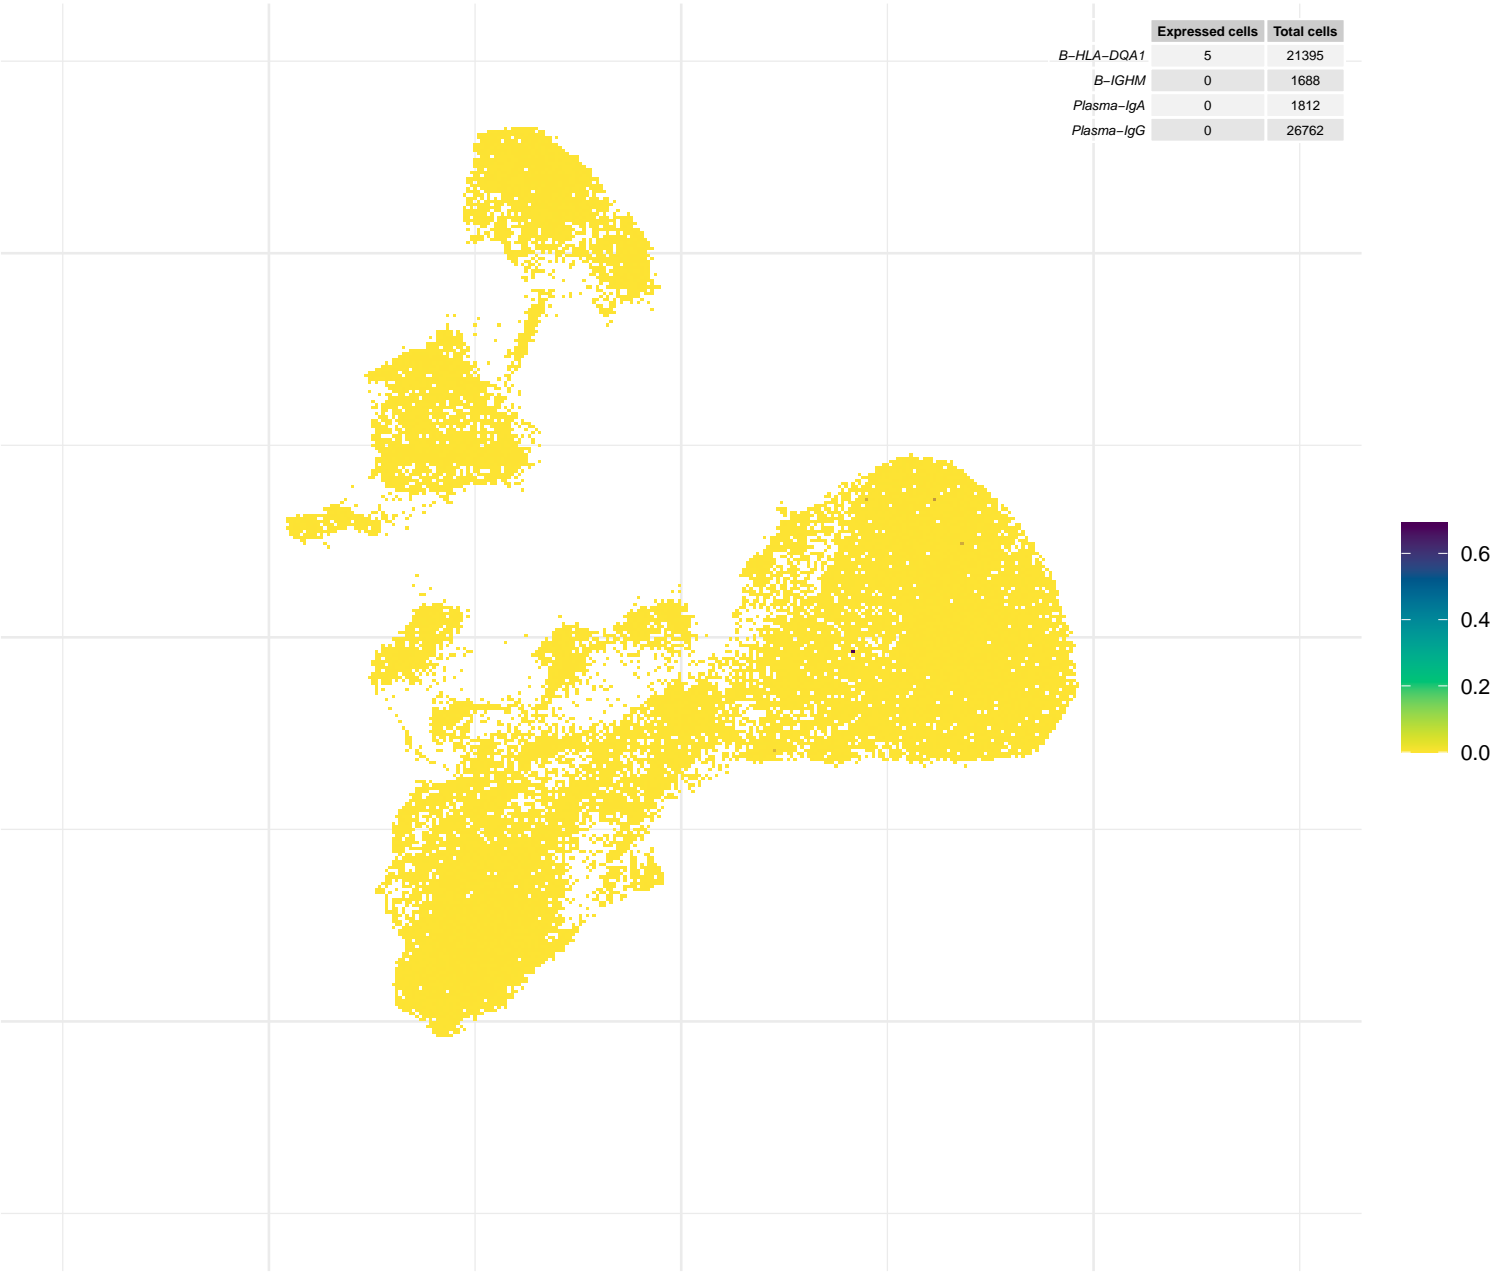 Expressed cells Total cells
B−HLA−DQA1 5 21395
B−IGHM 0 1688
Plasma−IgA 0 1812
Plasma−IgG 0 26762
0.6
0.4
0.2
0.0